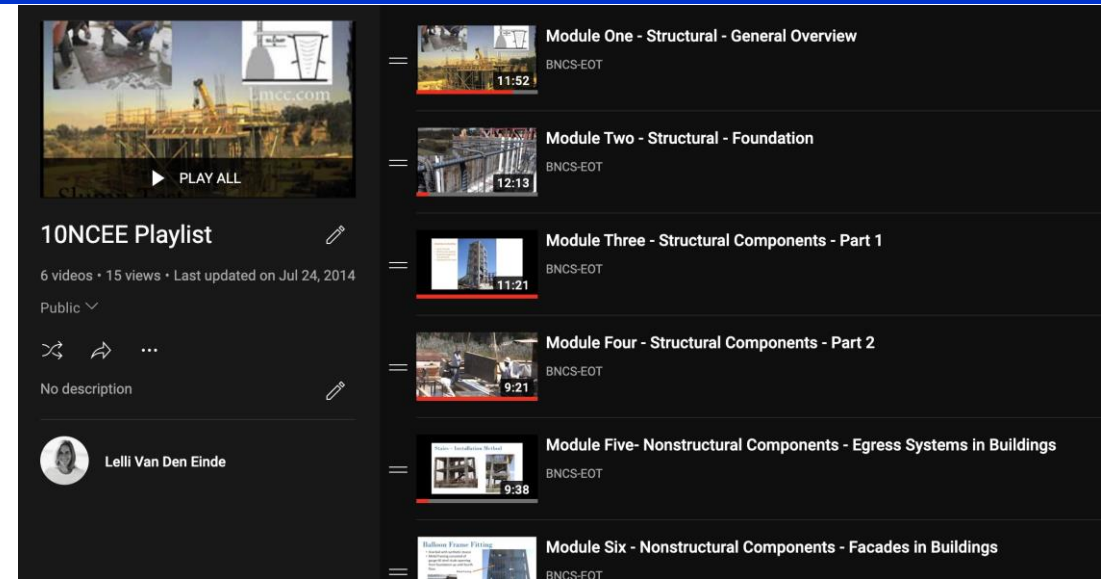 SLUMP
Emcc.com
PLAY ALL
Slump Test
10NCEE Playlist
6 videos • 15 views • Last updated on Jul 24, 2014
Public
No description
Lelli Van Den Einde
11:52
Module One - Structural - General Overview
BNCS-EOT
12:13
Module Two - Structural - Foundation
BNCS-EOT
11:21
Module Three - Structural Components - Part 1
BNCS-EOT
9:21
Module Four - Structural Components - Part 2
BNCS-EOT
Stairs - Installation Method
9:38
Module Five- Nonstructural Components - Egress Systems in Buildings
BNCS-EOT
Balloon Frame Fitting
Module Six - Nonstructural Components - Facades in Buildings
BNCS-EOT